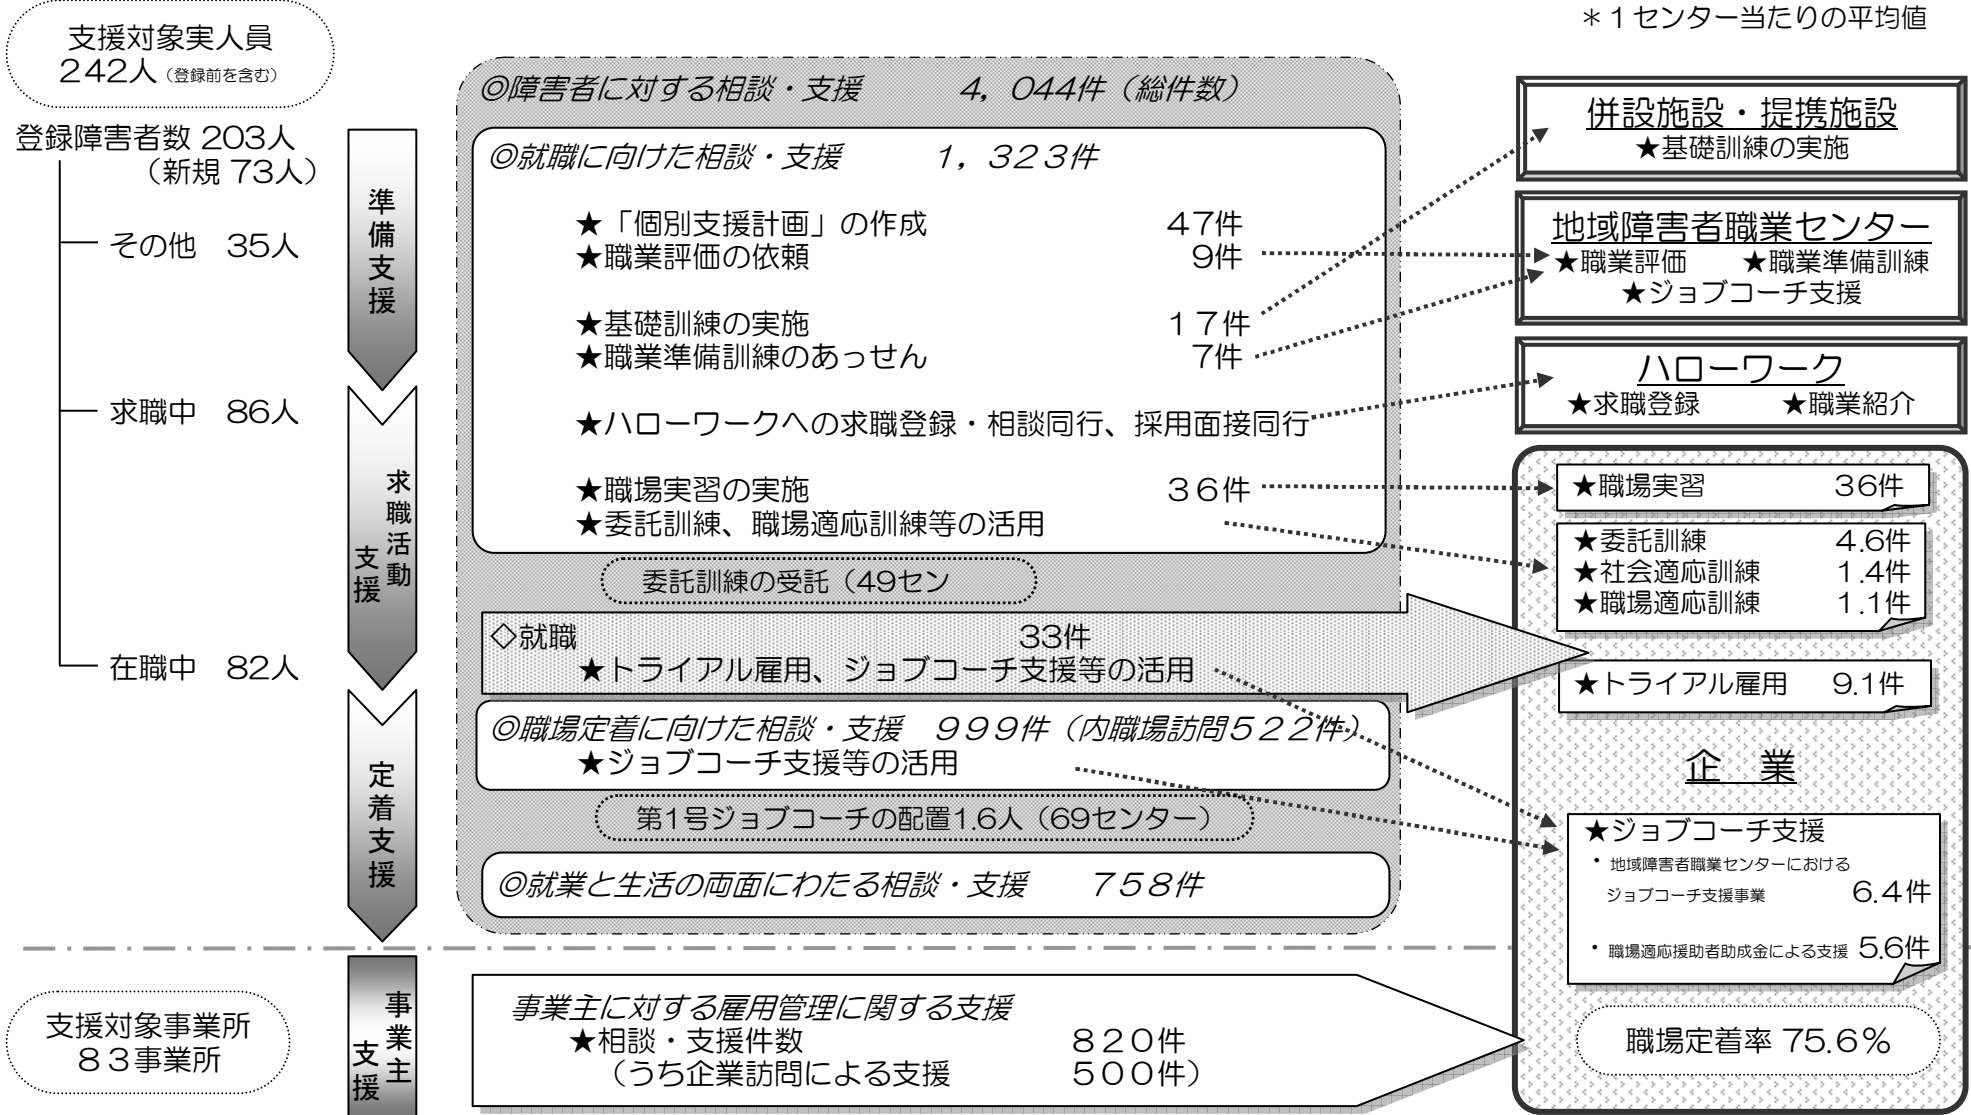 ＊１センター当たりの平均値
支援対象実人員
242人（登録前を含む）
登録障害者数 203人
（新規 73人）
その他　35人
求職中　86人
在職中　82人
準備支援
求職活動
支援
定着支援
◎障害者に対する相談・支援　4，044件（総件数）
◎就職に向けた相談・支援　１，３２３件
★「個別支援計画」の作成　47件
★職業評価の依頼　9件
★基礎訓練の実施　１７件
★職業準備訓練のあっせん　7件
★ハローワークへの求職登録・相談同行、採用面接同行
★職場実習の実施　３６件
★委託訓練、職場適応訓練等の活用
委託訓練の受託（49セン
◇就職　33件
★トライアル雇用、ジョブコーチ支援等の活用
◎職場定着に向けた相談・支援　９９９件（内職場訪問５２２件）
★ジョブコーチ支援等の活用
第1号ジョブコーチの配置1.6人（69センター）
◎就業と生活の両面にわたる相談・支援　７５８件
併設施設・提携施設
★基礎訓練の実施
地域障害者職業センター
★職業評価　★職業準備訓練
★ジョブコーチ支援
ハローワーク
★求職登録　★職業紹介
★職場実習　36件
★委託訓練　4.6件
★社会適応訓練　1.4件
★職場適応訓練　1.1件
★トライアル雇用　9.1件
企　業
★ジョブコーチ支援
・地域障害者職業センターにおける
ジョブコーチ支援事業　6.4件
・職場適応援助者助成金による支援 5.6件
職場定着率 75.6％
支援対象事業所
８３事業所
事業主
支援
事業主に対する雇用管理に関する支援
★相談・支援件数　８２０件
（うち企業訪問による支援　５００件）